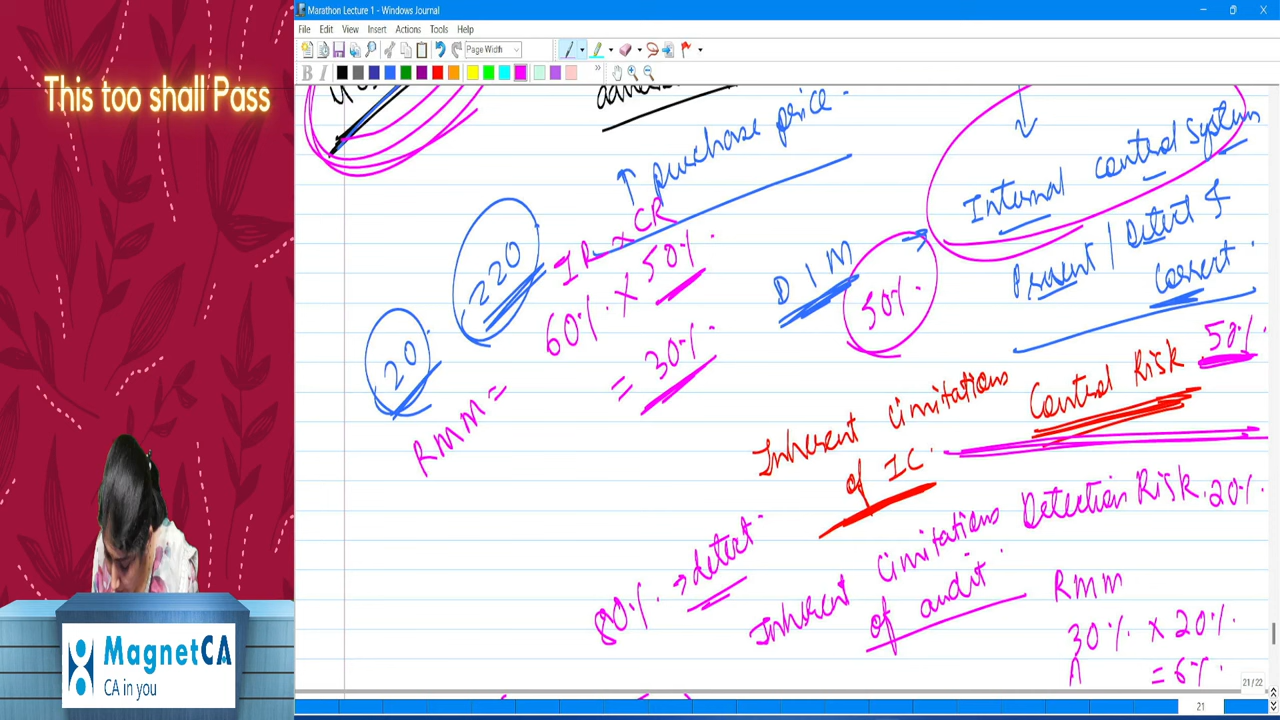 Marathon Lecture 1 - Windows Journal
File Edit View Insert Actions Tools Help
Page Width
This too shall Pass
↑ purchase price.
↓
Internal Control System
Prevent / Detect &
Correct.
D I M →
50%.
220
20
IR × CR
60%. × 50%.
RMM = = 30%.
Inherent Limitations
of IC.
Control Risk 50%.
Detection Risk. 20%.
Inherent Limitations
of audit.
80%. → detect.
RMM
30%. × 20%.
= 6%.
MagnetCA
CA in you
21 / 22
21